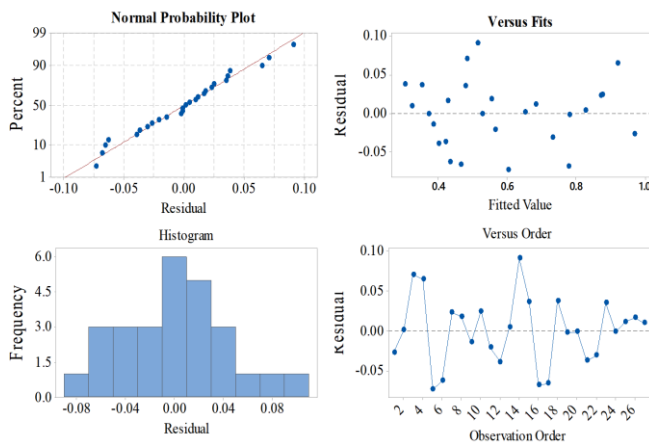 Normal Probability Plot
99
90
50
10
1
Percent
-0.10 -0.05 0.00 0.05 0.10
Residual
Versus Fits
0.10
0.05
0.00
-0.05
Residual
0.4 0.6 0.8 1.0
Fitted Value
Histogram
6.0
4.5
3.0
1.5
0.0
Frequency
-0.08 -0.04 0.00 0.04 0.08
Residual
Versus Order
0.10
0.05
0.00
-0.05
Residual
2 4 6 8 10 12 14 16 18 20 22 24 26
Observation Order